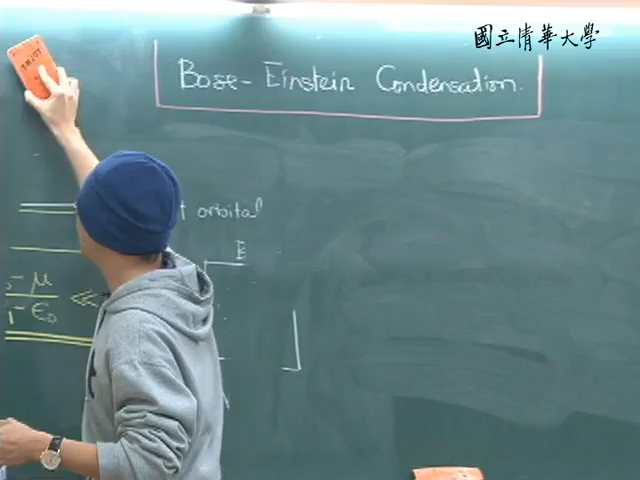 國立清華大學
Bose-Einstein Condensation.
orbital
E
- μ
≪
- ε₀